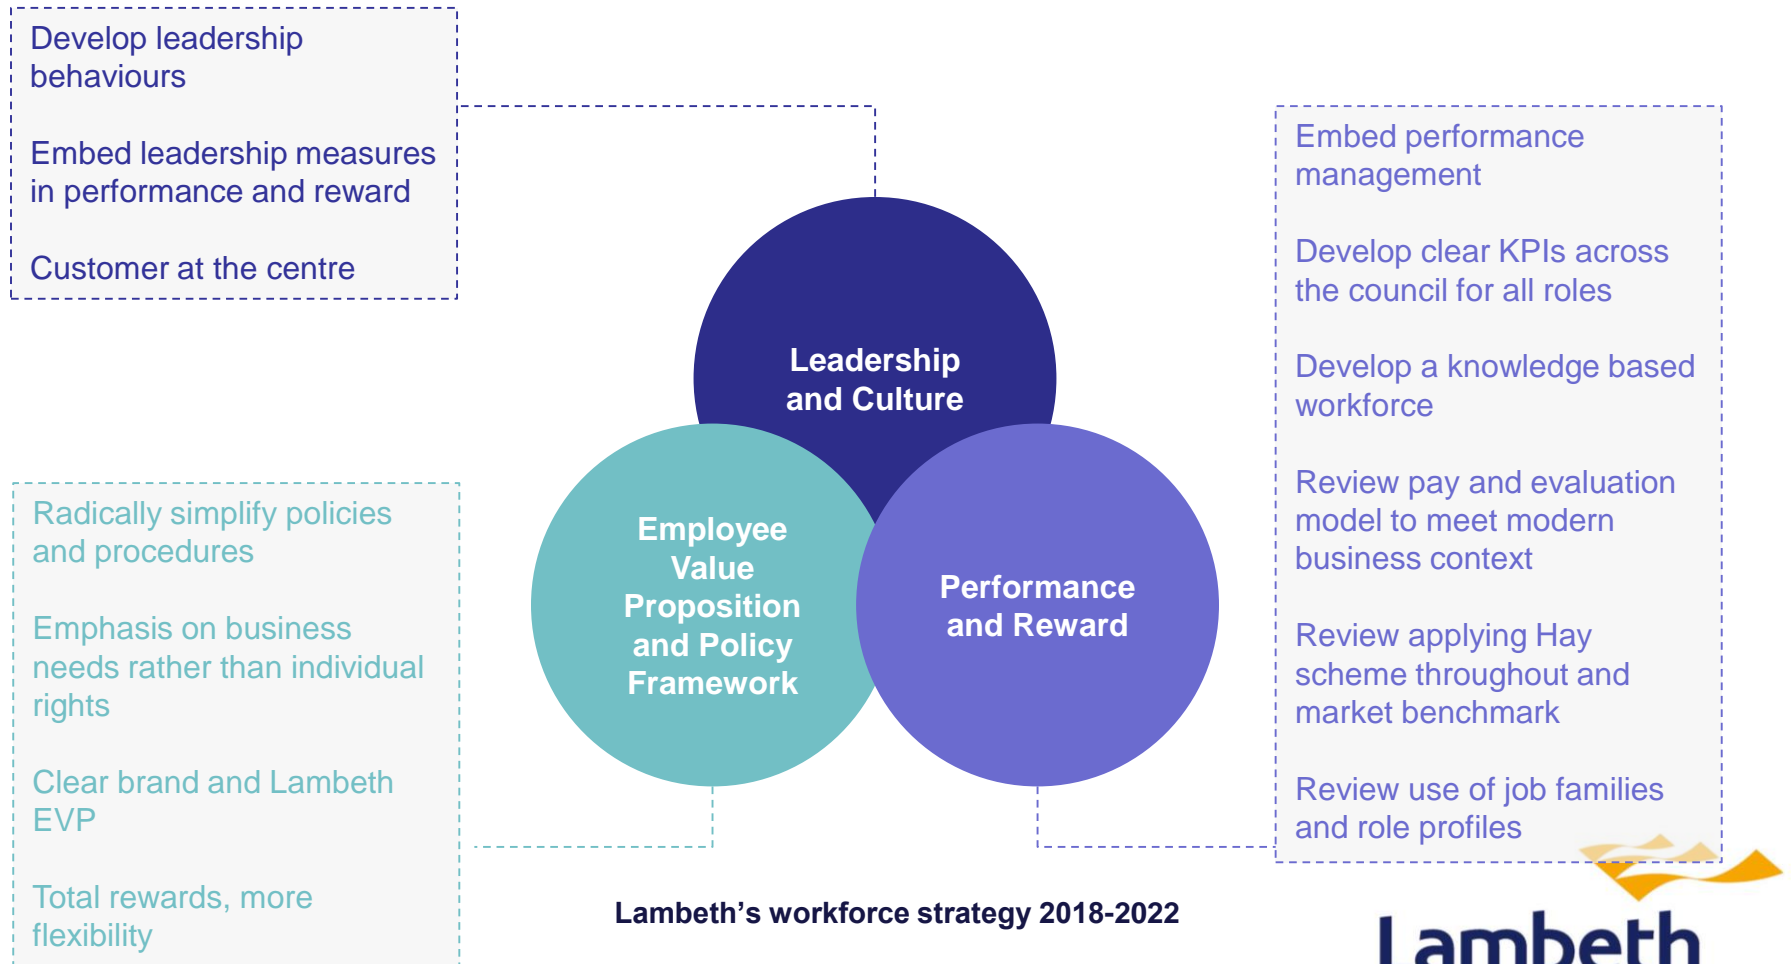 Develop leadership
behaviours
Embed leadership measures
in performance and reward
Customer at the centre
Embed performance
management
Develop clear KPIs across
the council for all roles
Develop a knowledge based
workforce
Review pay and evaluation
model to meet modern
business context
Review applying Hay
scheme throughout and
market benchmark
Review use of job families
and role profiles
Leadership
and Culture
Employee
Value
Proposition
and Policy
Framework
Performance
and Reward
Radically simplify policies
and procedures
Emphasis on business
needs rather than individual
rights
Clear brand and Lambeth
EVP
Total rewards, more
flexibility
Lambeth's workforce strategy 2018-2022
Lambeth